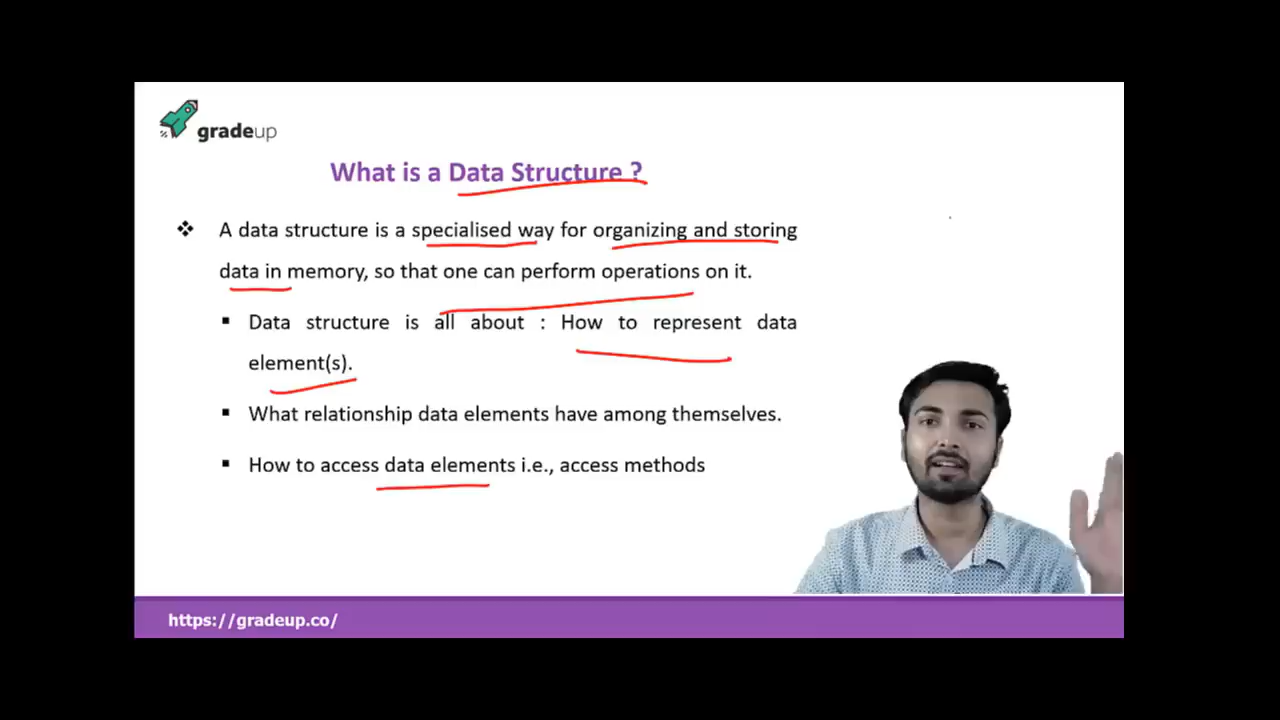 gradeup
What is a Data Structure ?
❖ A data structure is a specialised way for organizing and storing
data in memory, so that one can perform operations on it.
▪ Data structure is all about : How to represent data
element(s).
▪ What relationship data elements have among themselves.
▪ How to access data elements i.e., access methods
https://gradeup.co/